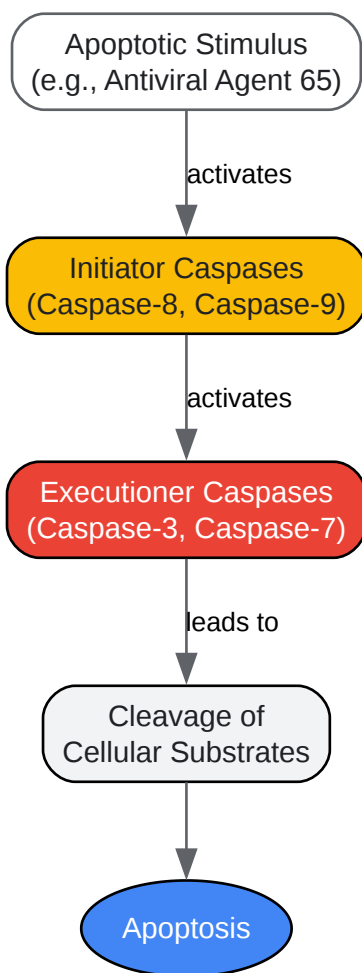 Apoptotic Stimulus
(e.g., Antiviral Agent 65)
activates
Initiator Caspases
(Caspase-8, Caspase-9)
activates
Executioner Caspases
(Caspase-3, Caspase-7)
leads to
Cleavage of
Cellular Substrates
Apoptosis